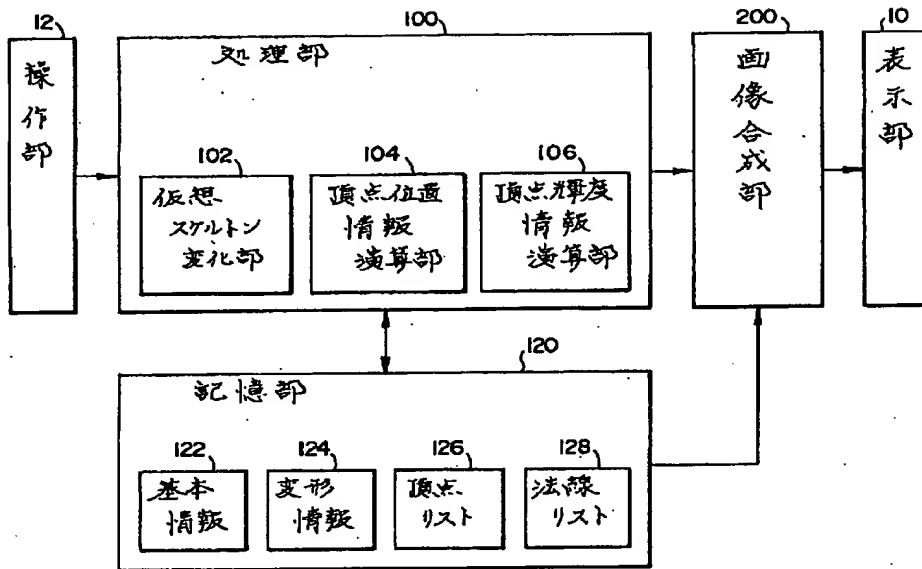 12
操作部
100
処理部
102
仮想
スケルトン
変化部
104
頂点位置
情報
演算部
106
頂点輝度
情報
演算部
200
画像合成部
10
表示部
120
記憶部
122
基本
情報
124
変形
情報
126
頂点
リスト
128
法線
リスト